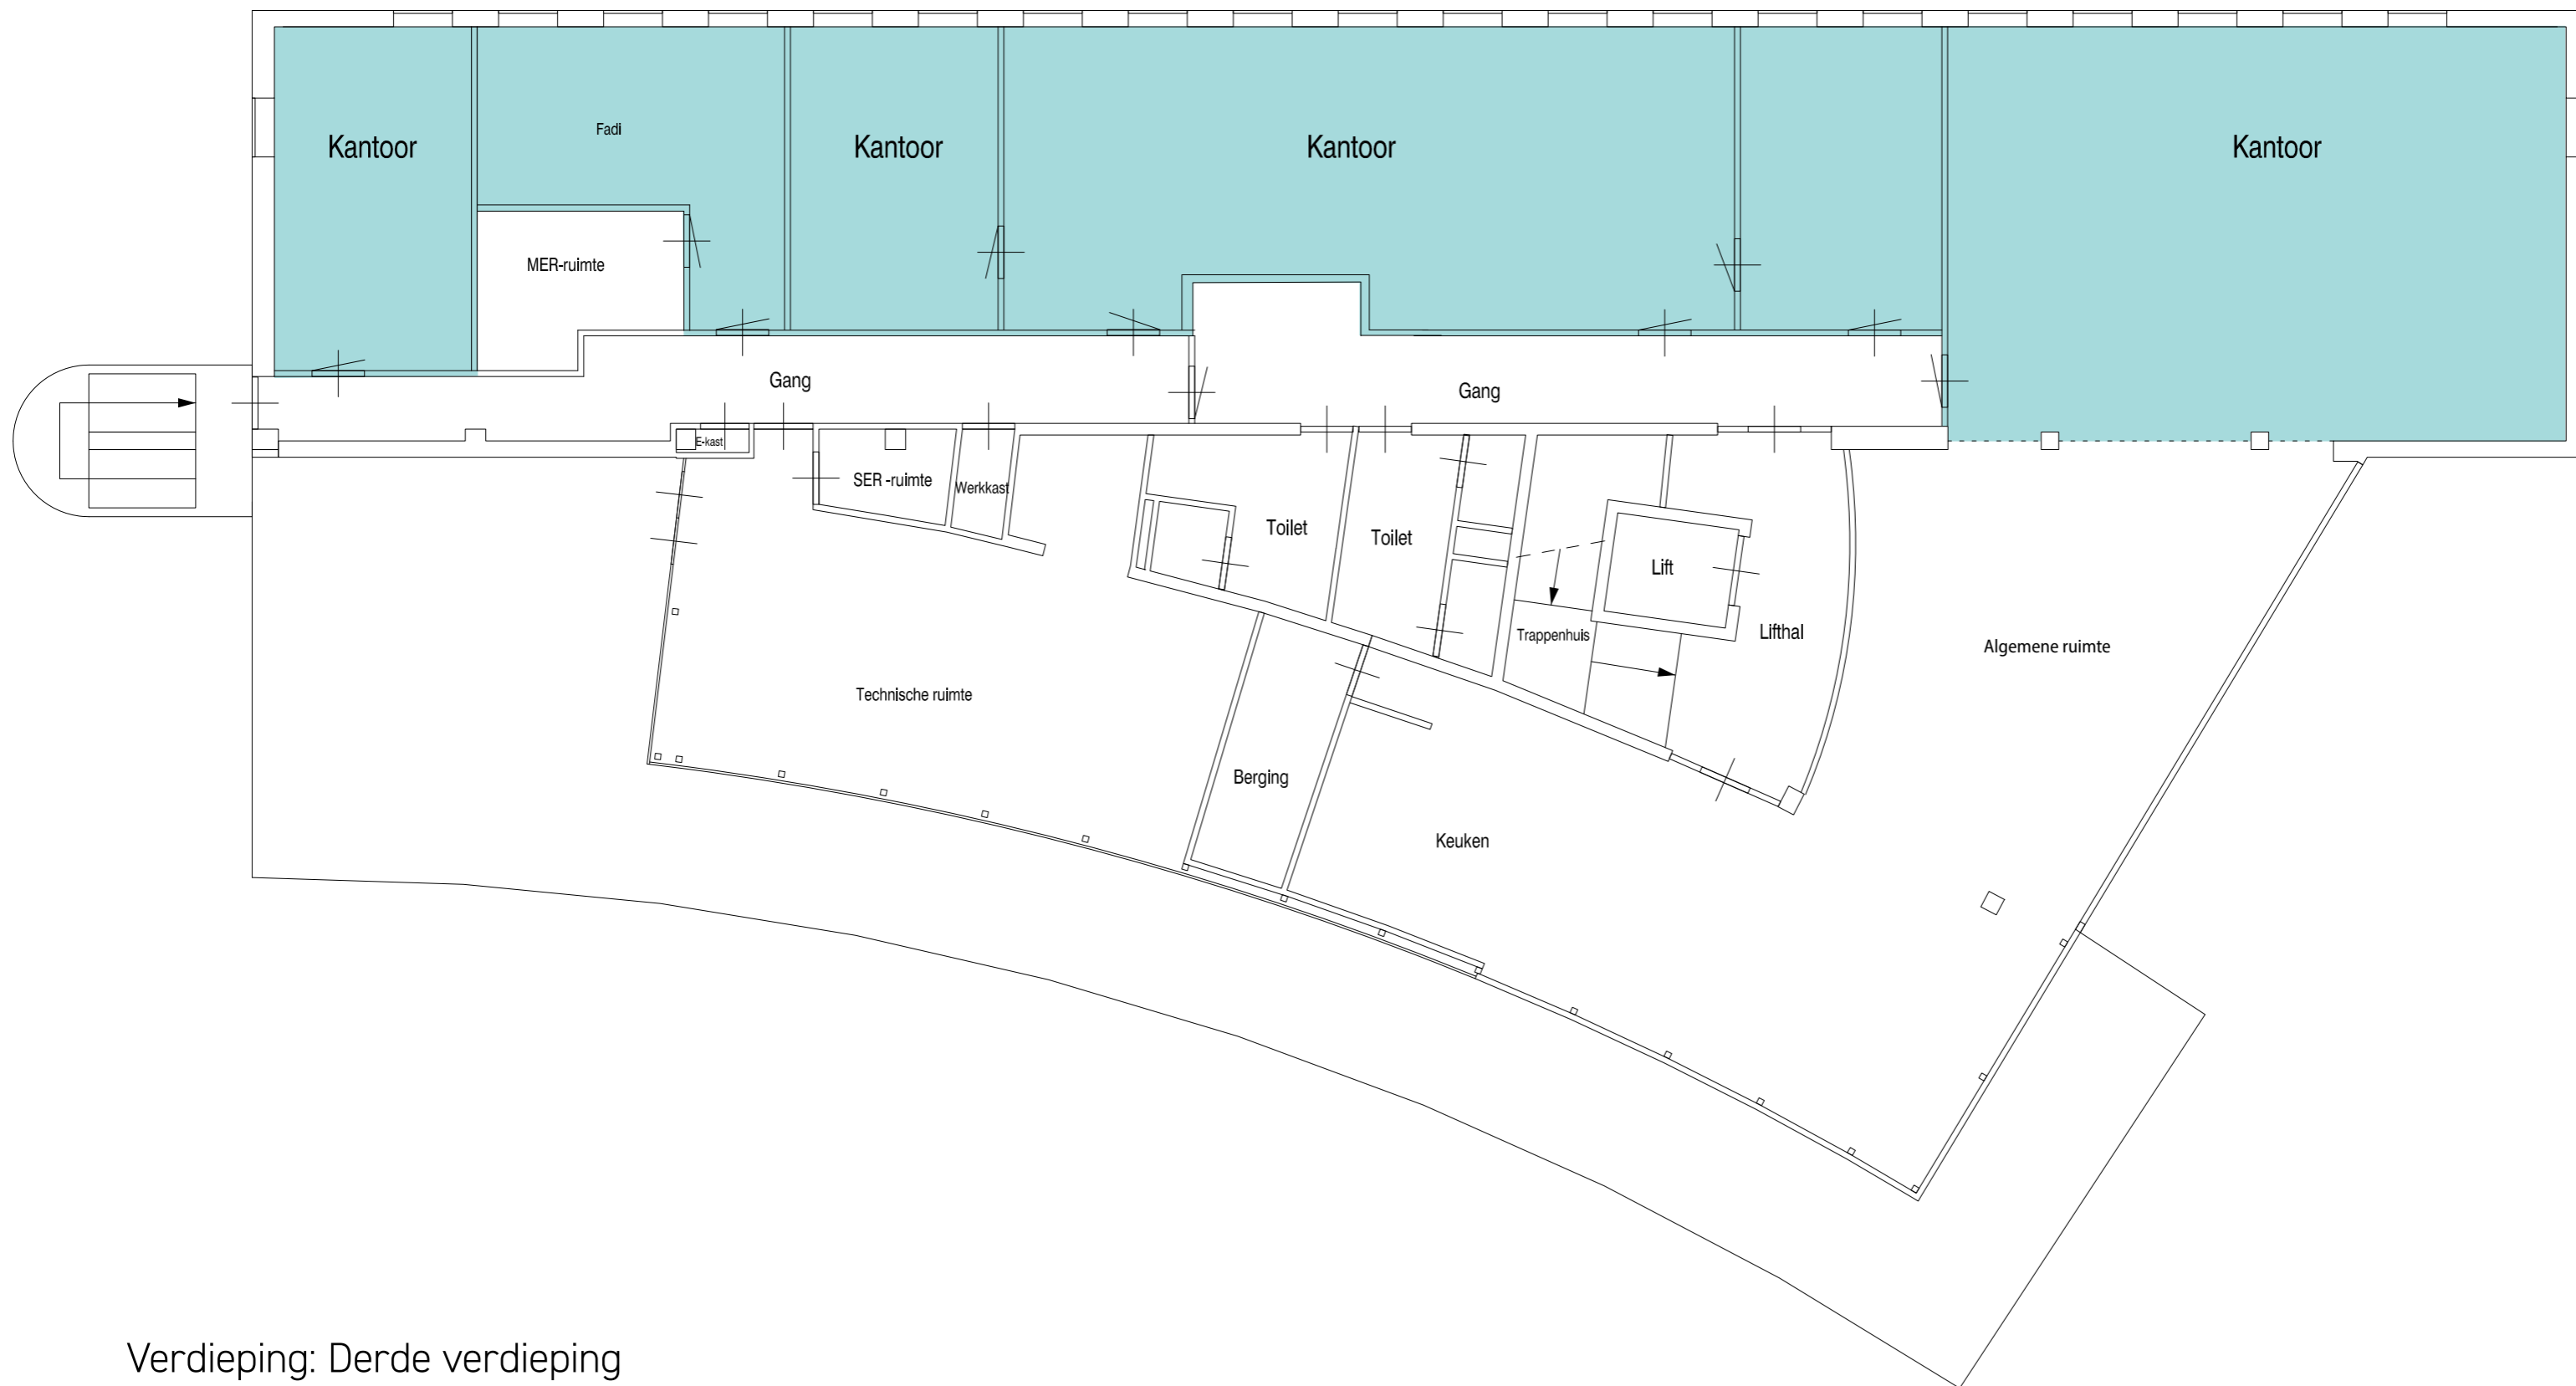 Kantoor
Fadi
Kantoor
Kantoor
Kantoor
MER-ruimte
Gang
Gang
E-kast
SER -ruimte
Werkkast
Toilet
Toilet
Lift
Trappenhuis
Lifthal
Algemene ruimte
Technische ruimte
Berging
Keuken
Verdieping: Derde verdieping